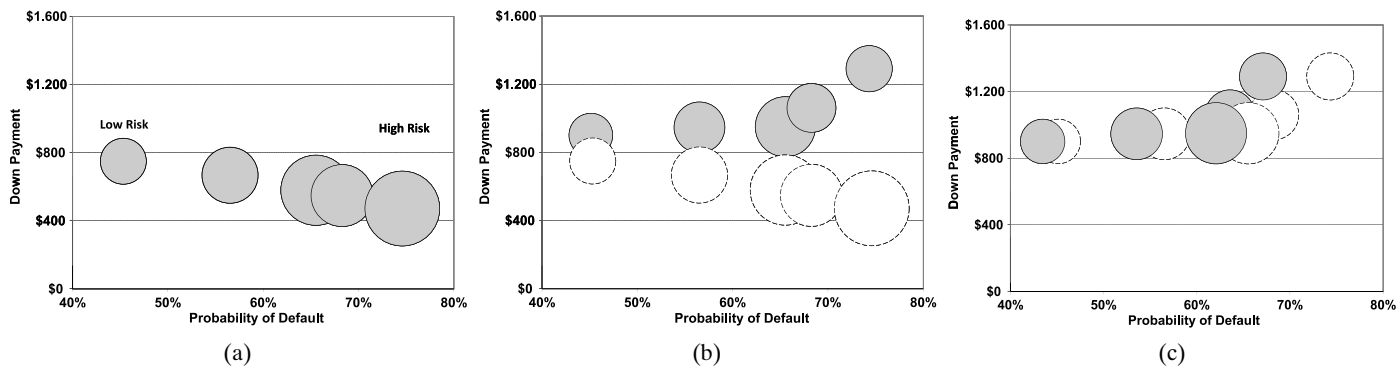 $1.600
$1.200
$800
$400
$0
Down Payment
Low Risk
High Risk
40% 50% 60% 70% 80%
Probability of Default
(a)
$1.600
$1.200
$800
$400
$0
Down Payment
40% 50% 60% 70% 80%
Probability of Default
(b)
$1.600
$1.200
$800
$400
$0
Down Payment
40% 50% 60% 70% 80%
Probability of Default
(c)